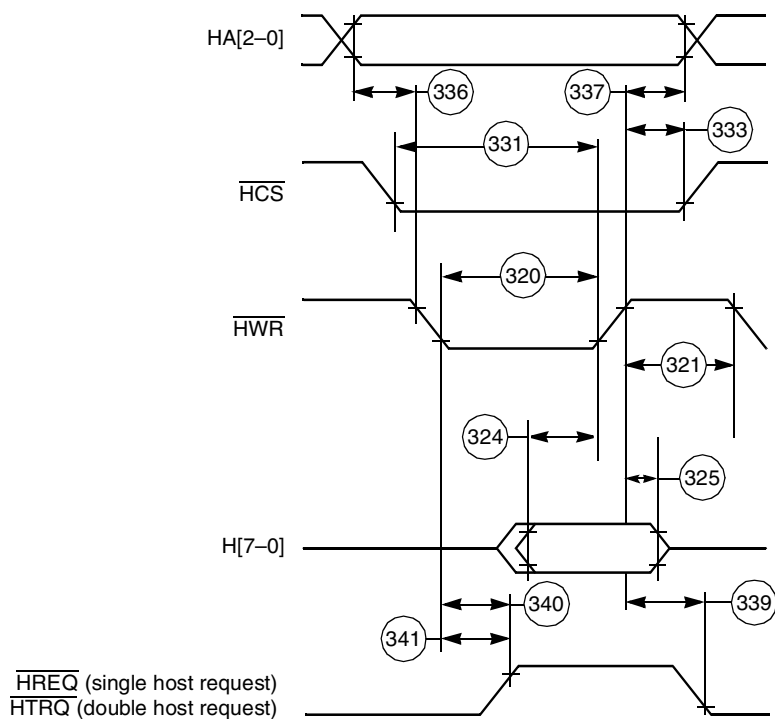 HA[2–0]
336
337
333
331
HCS
320
HWR
321
324
325
H[7–0]
340
339
341
HREQ (single host request)
HTRQ (double host request)